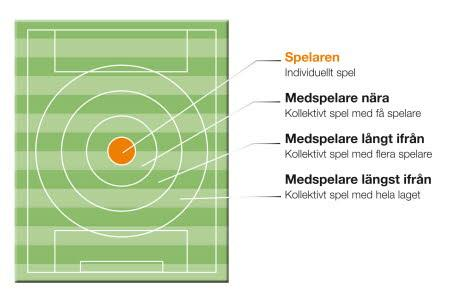 Spelaren
Individuellt spel
Medspelare nära
Kollektivt spel med få spelare
Medspelare långt ifrån
Kollektivt spel med flera spelare
Medspelare längst ifrån
Kollektivt spel med hela laget